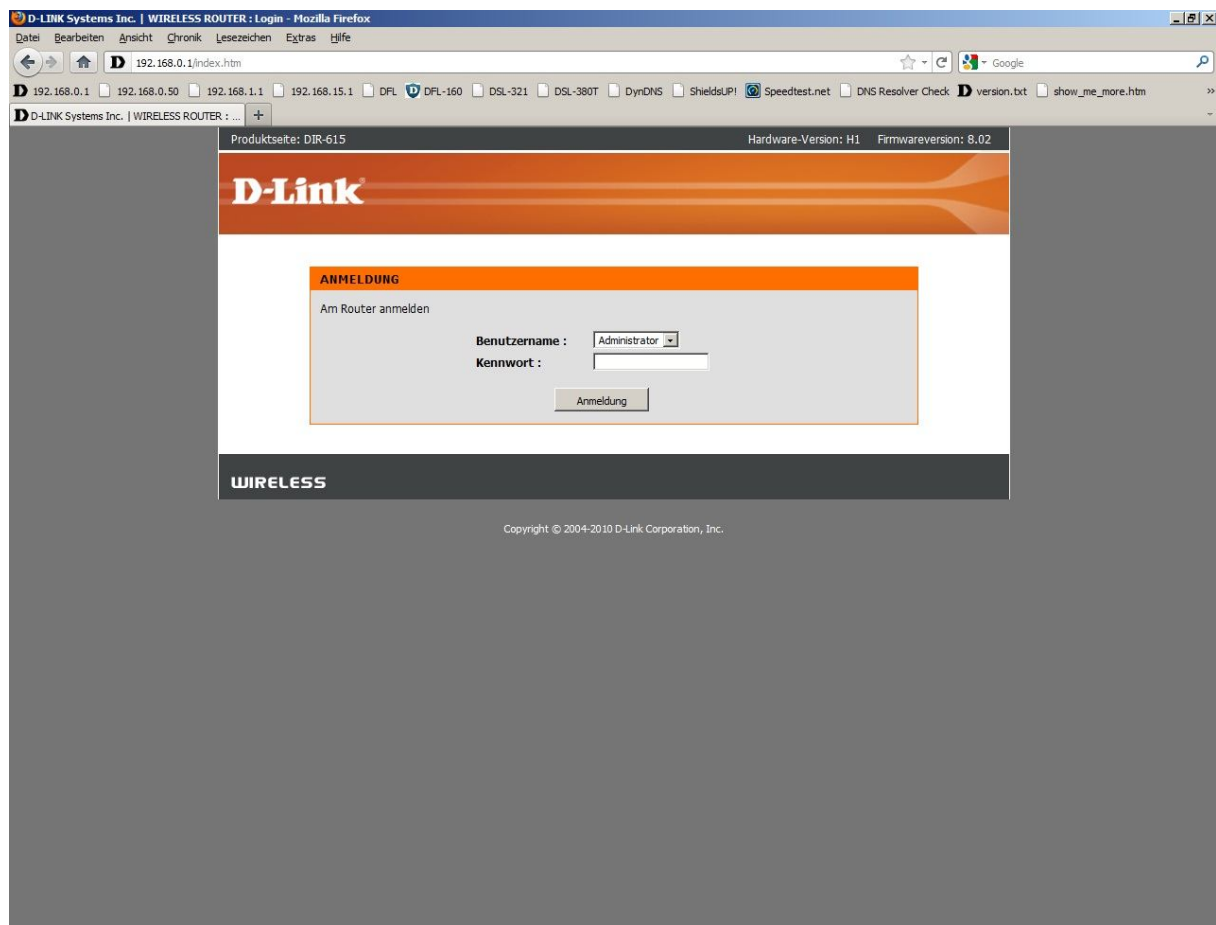 D-LINK Systems Inc. | WIRELESS ROUTER : Login - Mozilla Firefox
Datei Bearbeiten Ansicht Chronik Lesezeichen Extras Hilfe
192.168.0.1/index.htm Google
192.168.0.1 192.168.0.50 192.168.1.1 192.168.15.1 DFL DFL-160 DSL-321 DSL-380T DynDNS ShieldsUP! Speedtest.net DNS Resolver Check version.txt show_me_more.htm »
D-LINK Systems Inc. | WIRELESS ROUTER : ... +
Produktseite: DIR-615 Hardware-Version: H1 Firmwareversion: 8.02
D-Link
ANMELDUNG
Am Router anmelden
Benutzername : Administrator
Kennwort :
Anmeldung
WIRELESS
Copyright © 2004-2010 D-Link Corporation, Inc.